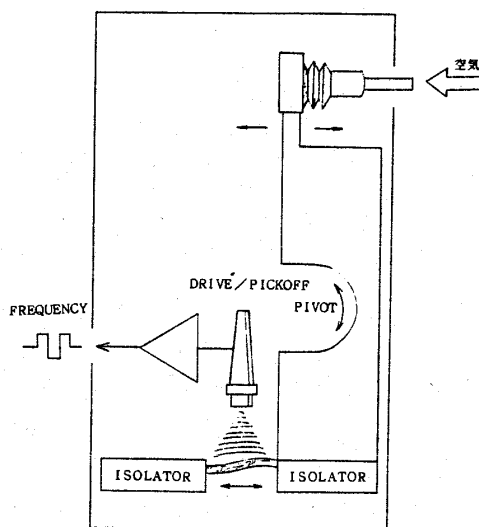 空気
DRIVE/PICKOFF
PIVOT
FREQUENCY
ISOLATOR
ISOLATOR